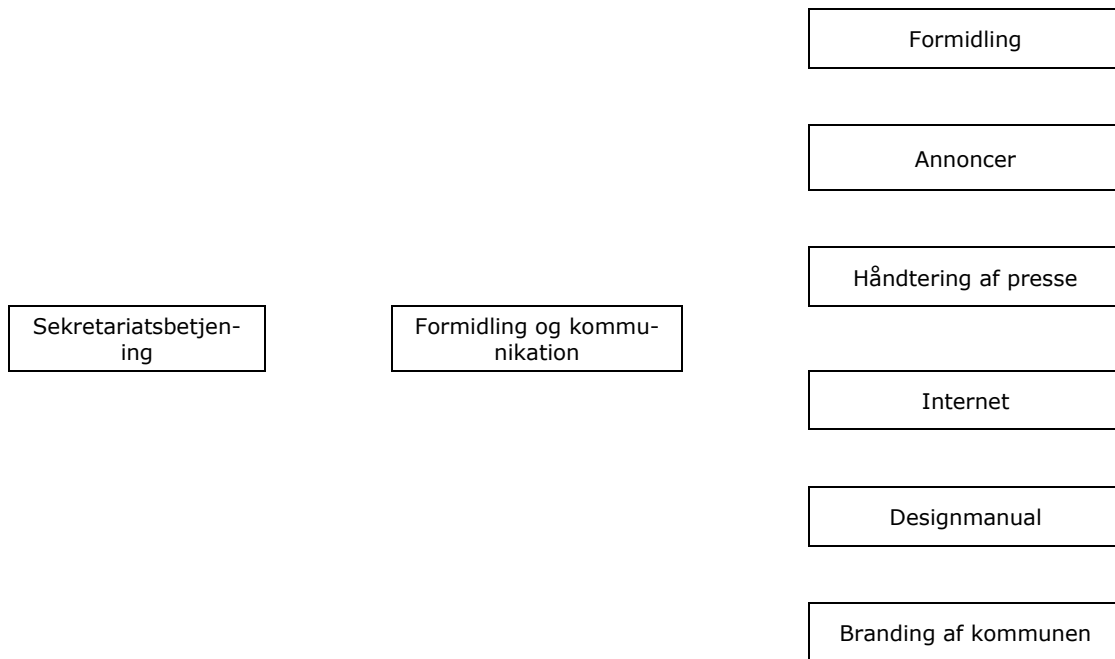 Formidling
Annoncer
Håndtering af presse
Sekretariatsbetjen-
ing
Formidling og kommu-
nikation
Internet
Designmanual
Branding af kommunen